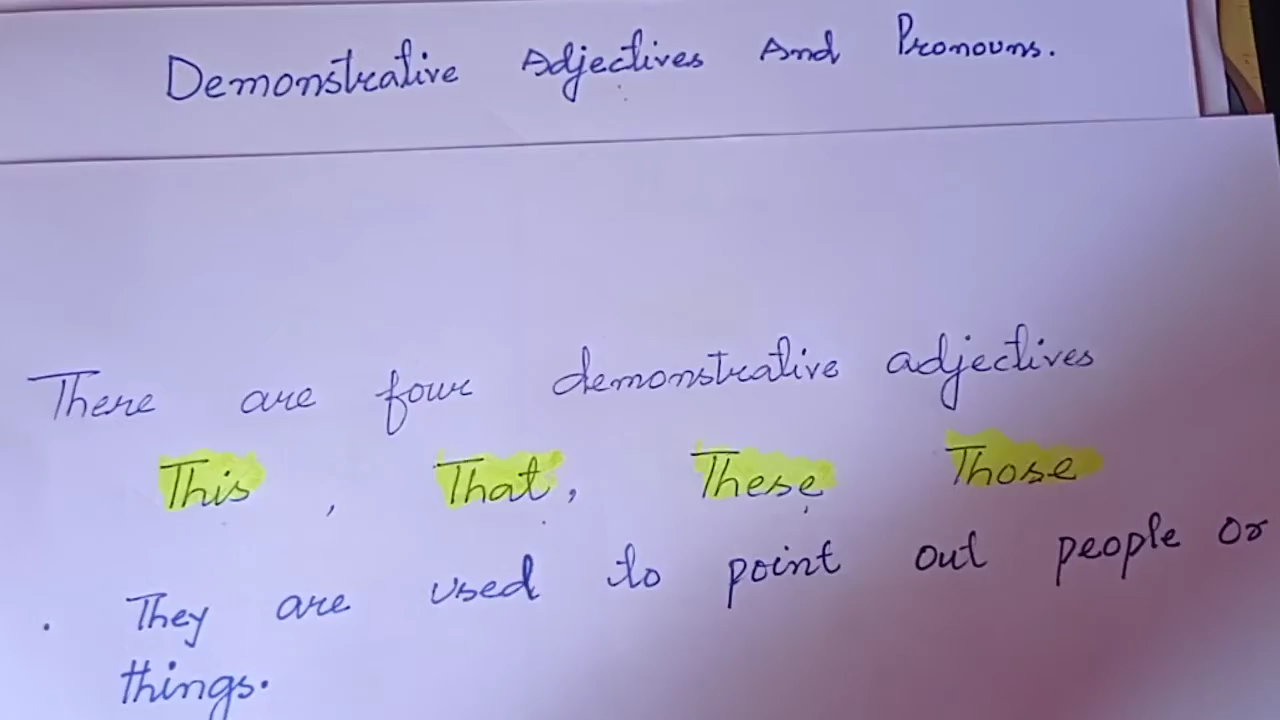 Demonstrative Adjectives And Pronouns.
There are four demonstrative adjectives
This, That, These Those
. They are used to point out people or
things.